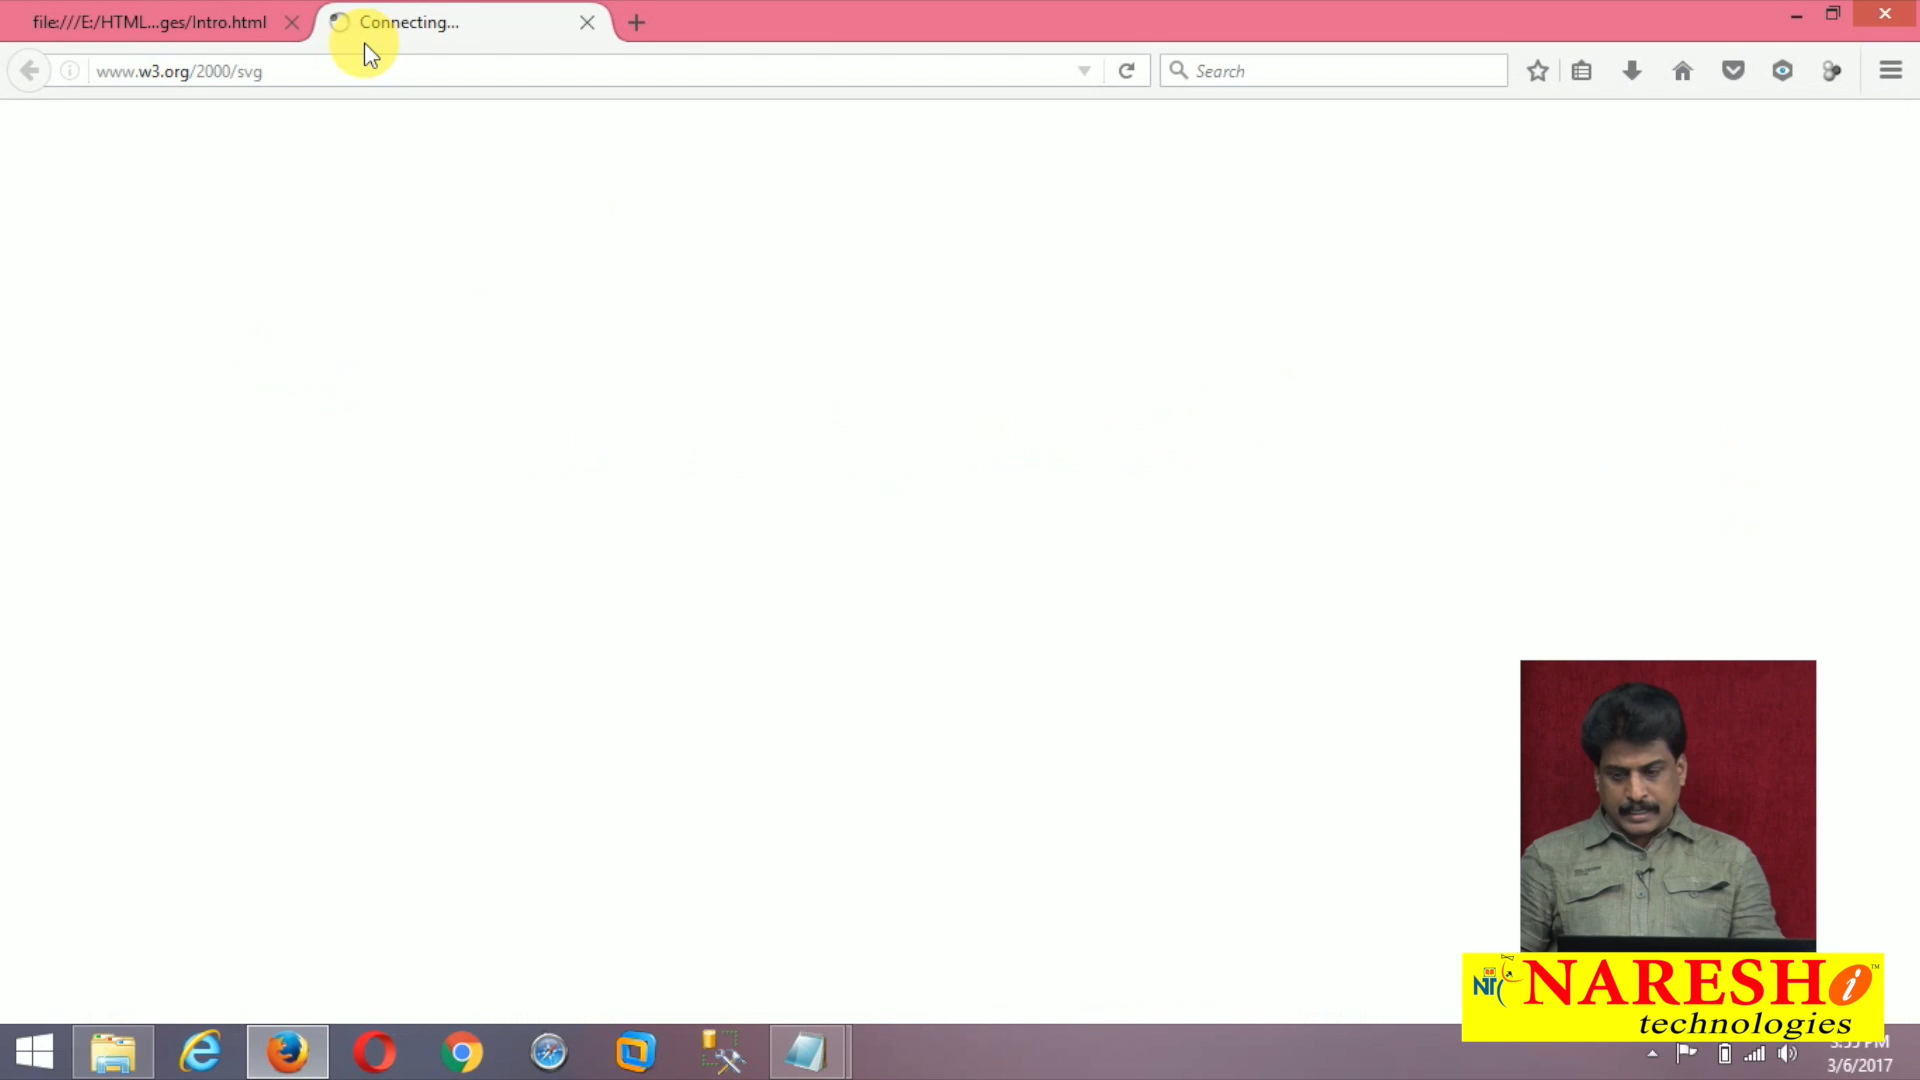 file:///E:/HTML...ges/Intro.html
Connecting...
www.w3.org/2000/svg
Search
NARESH i
technologies
3/6/2017